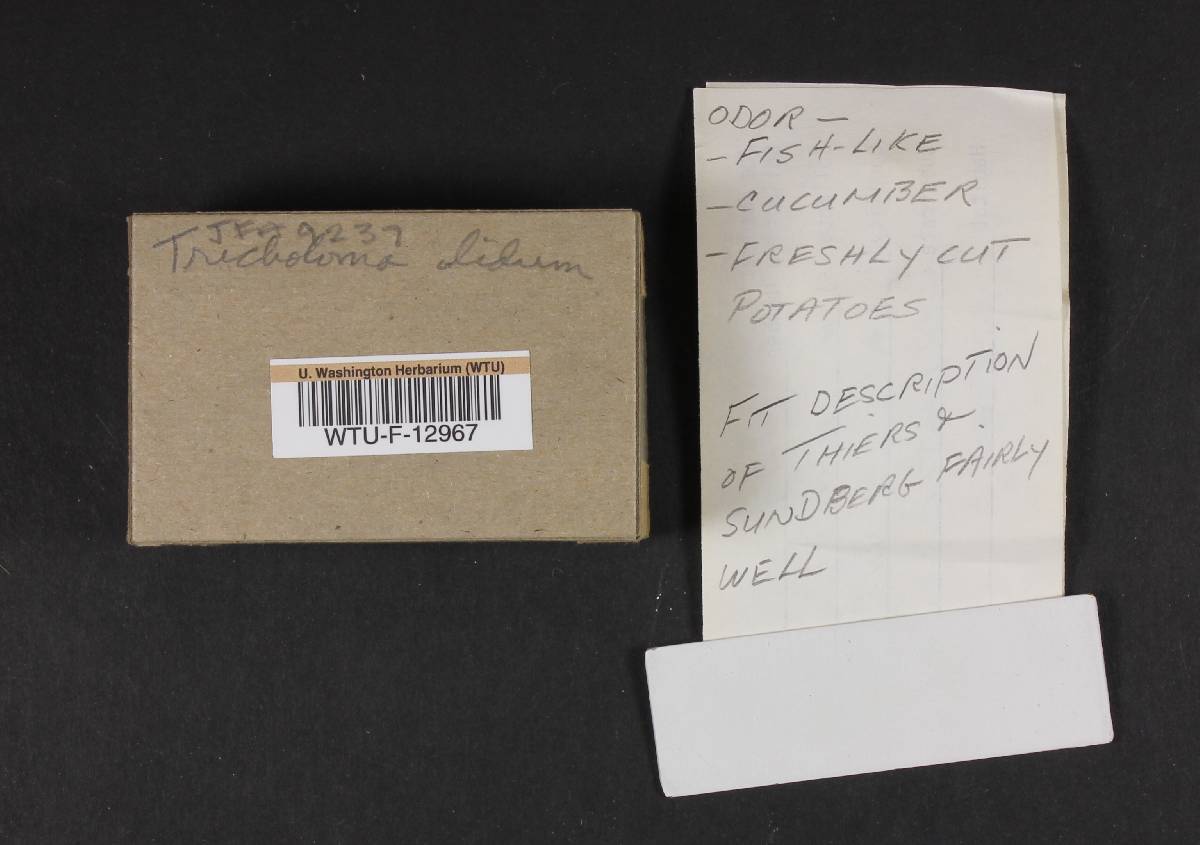 JFA 9237
Tricholoma olidum
U. Washington Herbarium (WTU)
WTU-F-12967
ODOR —
- FISH-LIKE
- CUCUMBER
- FRESHLY CUT
POTATOES
FIT DESCRIPTION
OF THIERS &
SUNDBERG FAIRLY
WELL